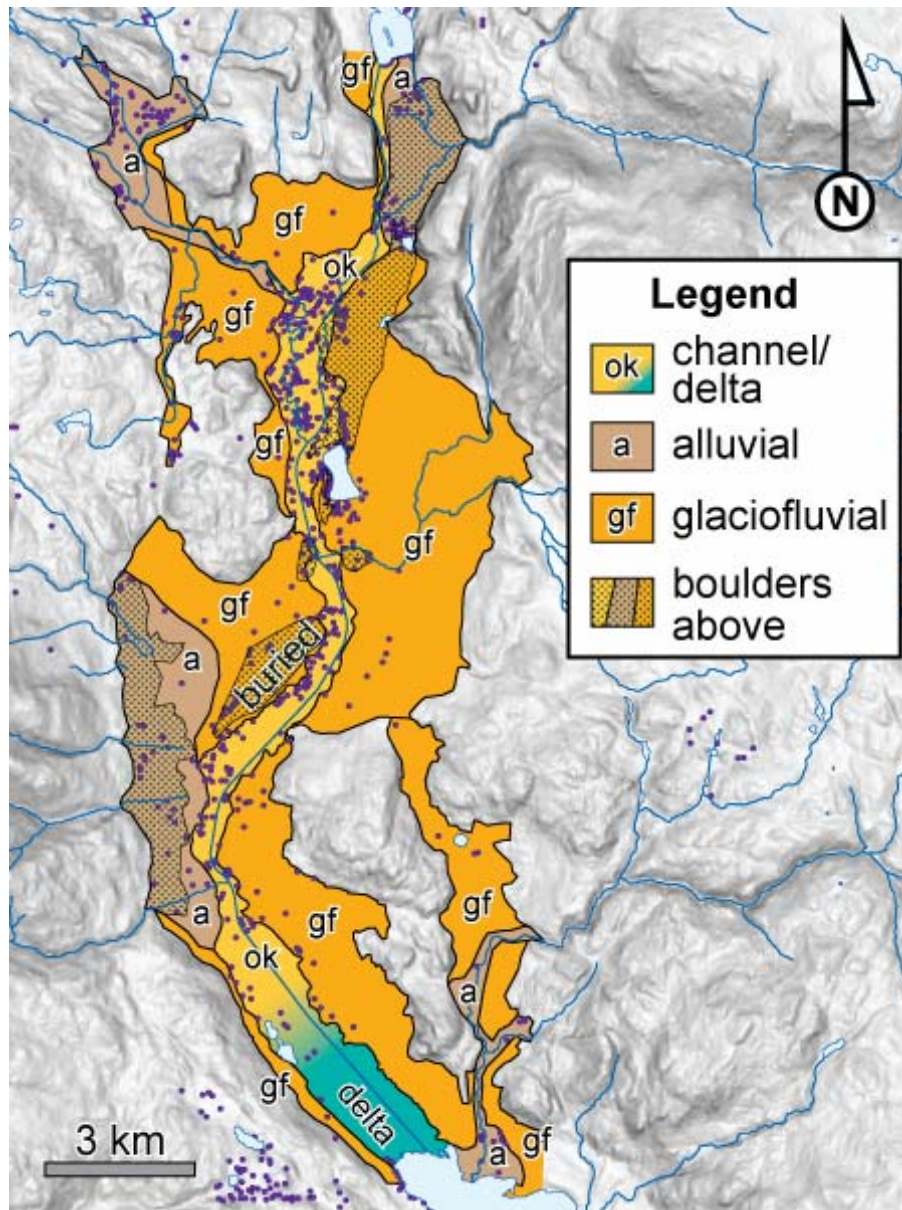 gf
a
N
a
gf
ok
gf
Legend
ok channel/
delta
a alluvial
gf glaciofluvial
boulders
above
gf
gf
gf
a
buried
gf
gf
a
ok
a
gf
delta
gf
a
3 km